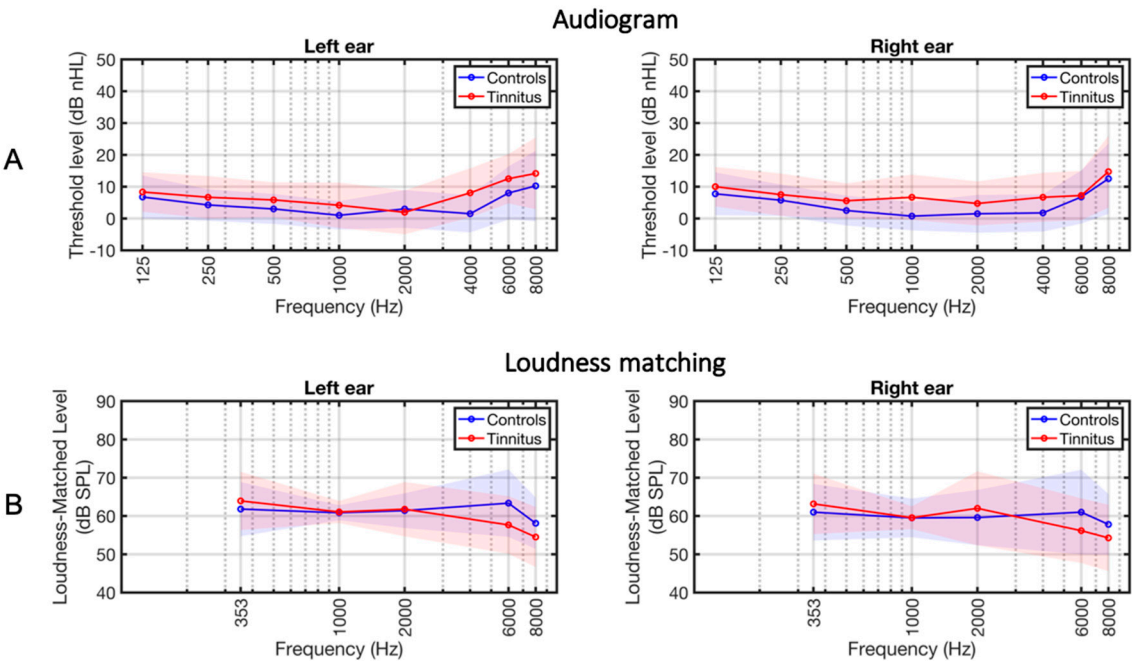 Audiogram
A
Left ear
Threshold level (dB nHL)
50
40
30
20
10
0
-10
Controls
Tinnitus
125
250
500
1000
2000
4000
6000
8000
Frequency (Hz)
Right ear
Threshold level (dB nHL)
50
40
30
20
10
0
-10
Controls
Tinnitus
125
250
500
1000
2000
4000
6000
8000
Frequency (Hz)
Loudness matching
B
Left ear
Loudness-Matched Level
(dB SPL)
90
80
70
60
50
40
Controls
Tinnitus
353
1000
2000
6000
8000
Frequency (Hz)
Right ear
Loudness-Matched Level
(dB SPL)
90
80
70
60
50
40
Controls
Tinnitus
353
1000
2000
6000
8000
Frequency (Hz)